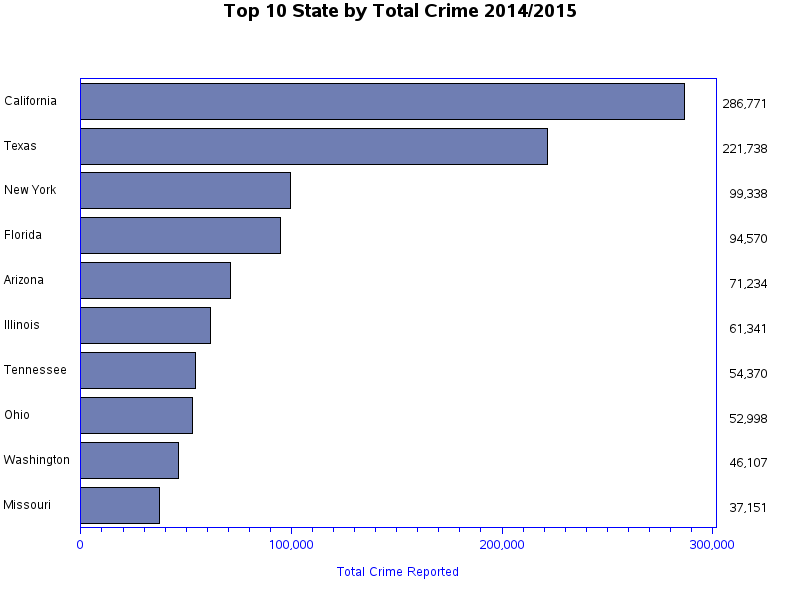 Top 10 State by Total Crime 2014/2015
California 286,771
Texas 221,738
New York 99,338
Florida 94,570
Arizona 71,234
Illinois 61,341
Tennessee 54,370
Ohio 52,998
Washington 46,107
Missouri 37,151
0 100,000 200,000 300,000
Total Crime Reported